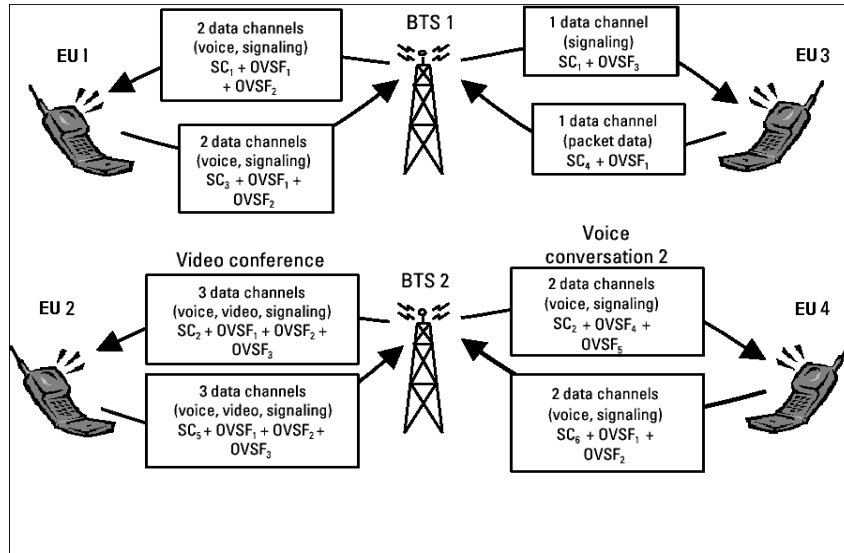 BTS 1
EU 1
2 data channels
(voice, signaling)
SC₁ + OVSF₁
+ OVSF₂
1 data channel
(signaling)
SC₁ + OVSF₃
EU 3
2 data channels
(voice, signaling)
SC₃ + OVSF₁ +
OVSF₂
1 data channel
(packet data)
SC₄ + OVSF₁
Video conference
Voice
conversation 2
BTS 2
EU 2
3 data channels
(voice, video, signaling)
SC₂ + OVSF₁ + OVSF₂ +
OVSF₃
2 data channels
(voice, signaling)
SC₂ + OVSF₄ +
OVSF₅
EU 4
3 data channels
(voice, video, signaling)
SC₅ + OVSF₁ + OVSF₂ +
OVSF₃
2 data channels
(voice, signaling)
SC₆ + OVSF₁ +
OVSF₂